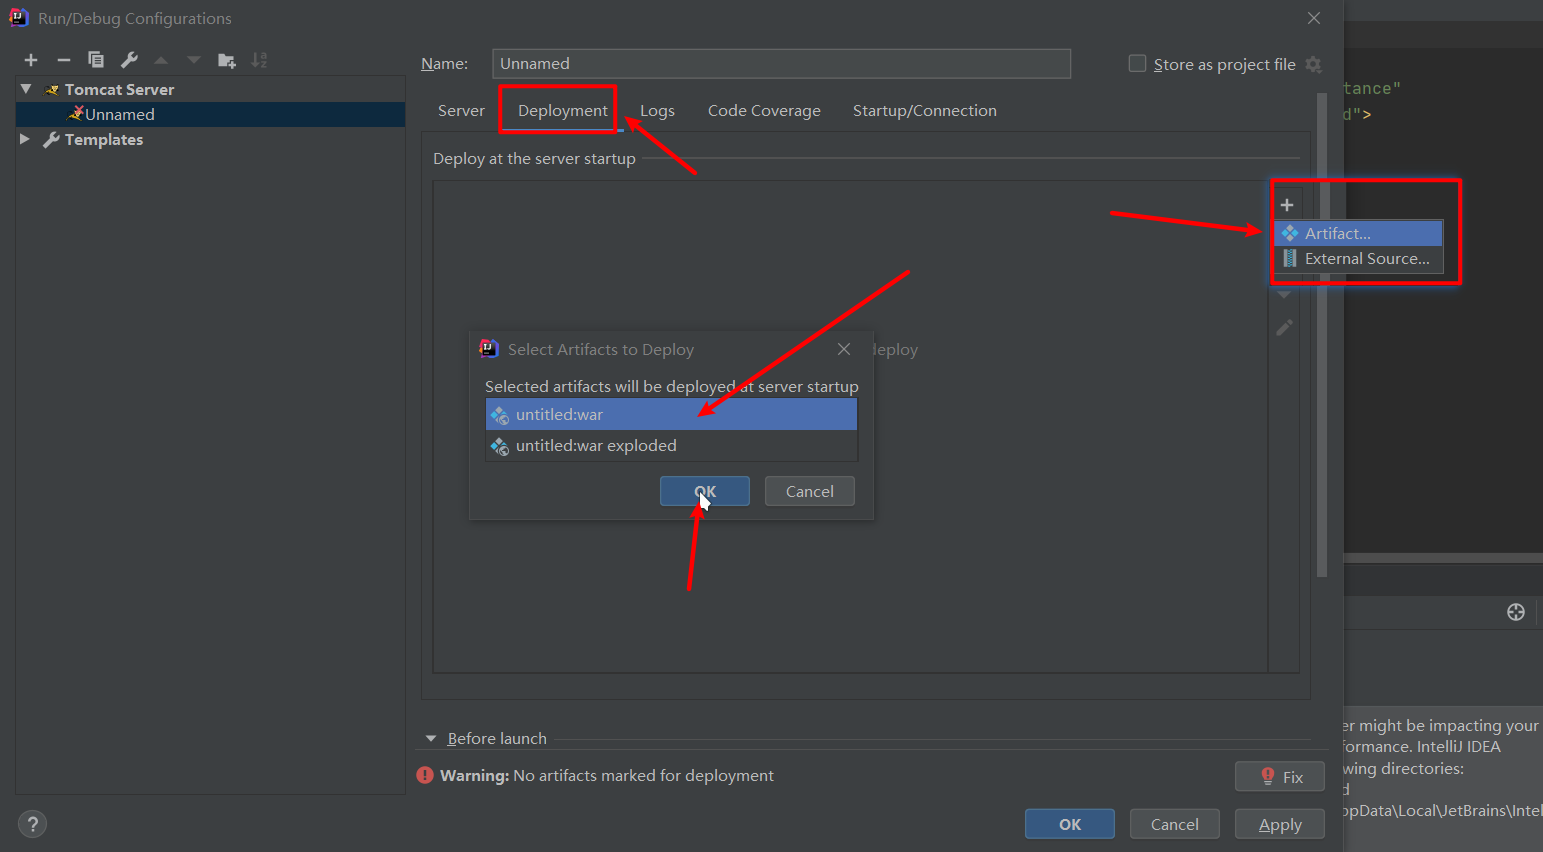 Run/Debug Configurations
Name: Unnamed
Store as project file
Tomcat Server
Unnamed
Templates
Server Deployment Logs Code Coverage Startup/Connection
Deploy at the server startup
Artifact...
External Source...
deploy
Select Artifacts to Deploy
Selected artifacts will be deployed at server startup
untitled:war
untitled:war exploded
OK Cancel
Before launch
Warning: No artifacts marked for deployment
Fix
? OK Cancel Apply
tance"
d">
er might be impacting your
formance. IntelliJ IDEA
wing directories:
d
ppData\Local\JetBrains\Intel